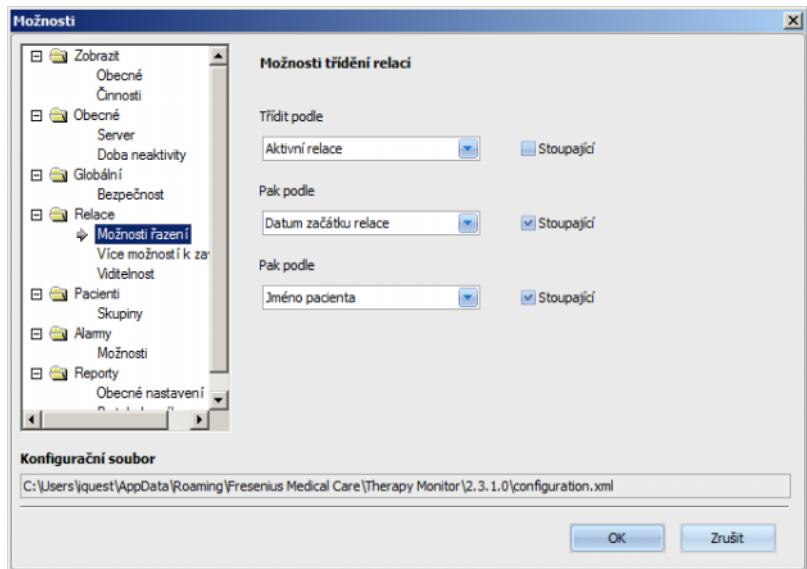 Možnosti
Zobrazit
Obecné
Činnosti
Obecné
Server
Doba neaktivity
Globální
Bezpečnost
Relace
Možnosti řazení
Více možností k za
Viditelnost
Pacienti
Skupiny
Alarmy
Možnosti
Reporty
Obecné nastavení
Možnosti třídění relací
Třídit podle
Aktivní relace
Stoupající
Pak podle
Datum začátku relace
Stoupající
Pak podle
Jméno pacienta
Stoupající
Konfigurační soubor
C:\Users\jquest\AppData\Roaming\Fresenius Medical Care\Therapy Monitor\2.3.1.0\configuration.xml
OK
Zrušit